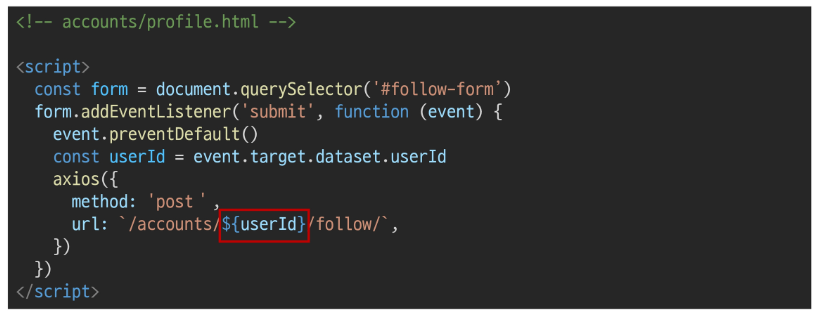 <!-- accounts/profile.html -->
<script>
const form = document.querySelector('#follow-form’)
form.addEventListener('submit', function (event) {
event.preventDefault()
const userId = event.target.dataset.userId
axios({
method: 'post ' ,
url: `/accounts/${userId}/follow/`,
})
})
</script>